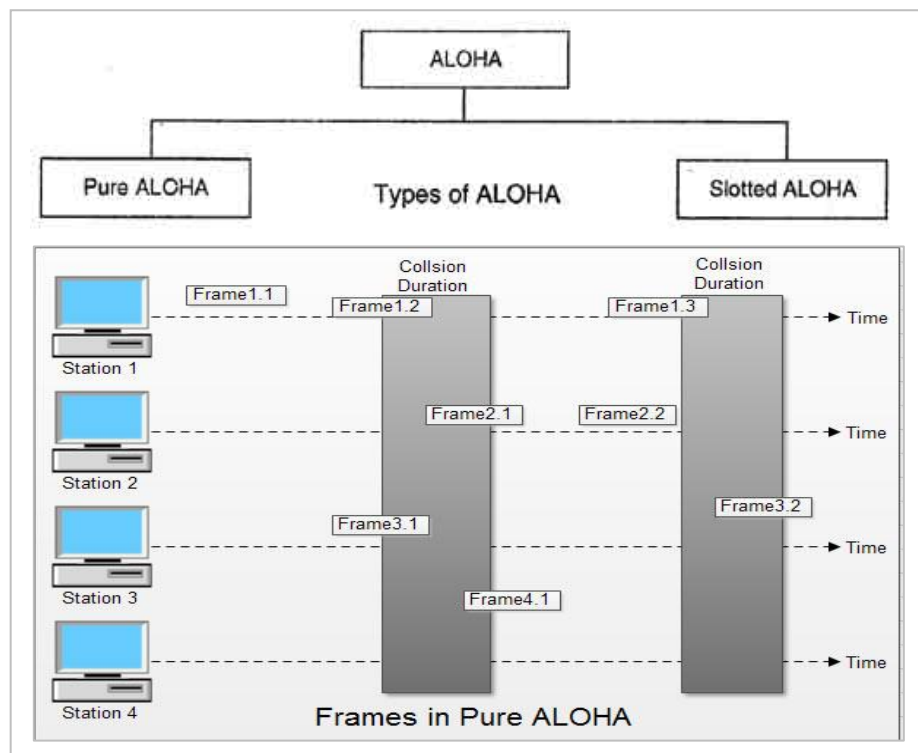 ALOHA
Pure ALOHA
Types of ALOHA
Slotted ALOHA
Collsion
Duration
Collsion
Duration
Frame1.1
Frame1.2
Frame1.3
Time
Station 1
Frame2.1
Frame2.2
Time
Station 2
Frame3.1
Frame3.2
Time
Station 3
Frame4.1
Time
Station 4
Frames in Pure ALOHA